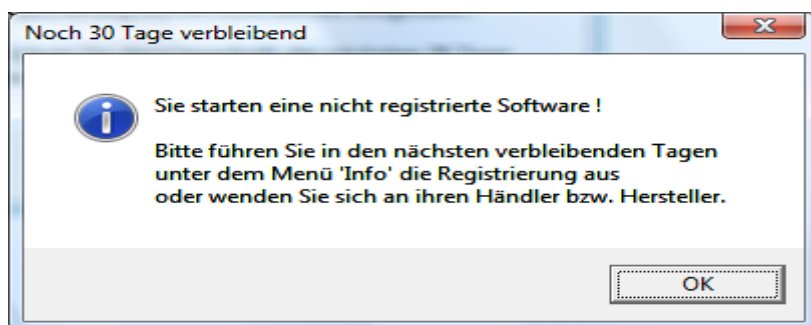 Noch 30 Tage verbleibend
Sie starten eine nicht registrierte Software !
Bitte führen Sie in den nächsten verbleibenden Tagen
unter dem Menü 'Info' die Registrierung aus
oder wenden Sie sich an ihren Händler bzw. Hersteller.
OK